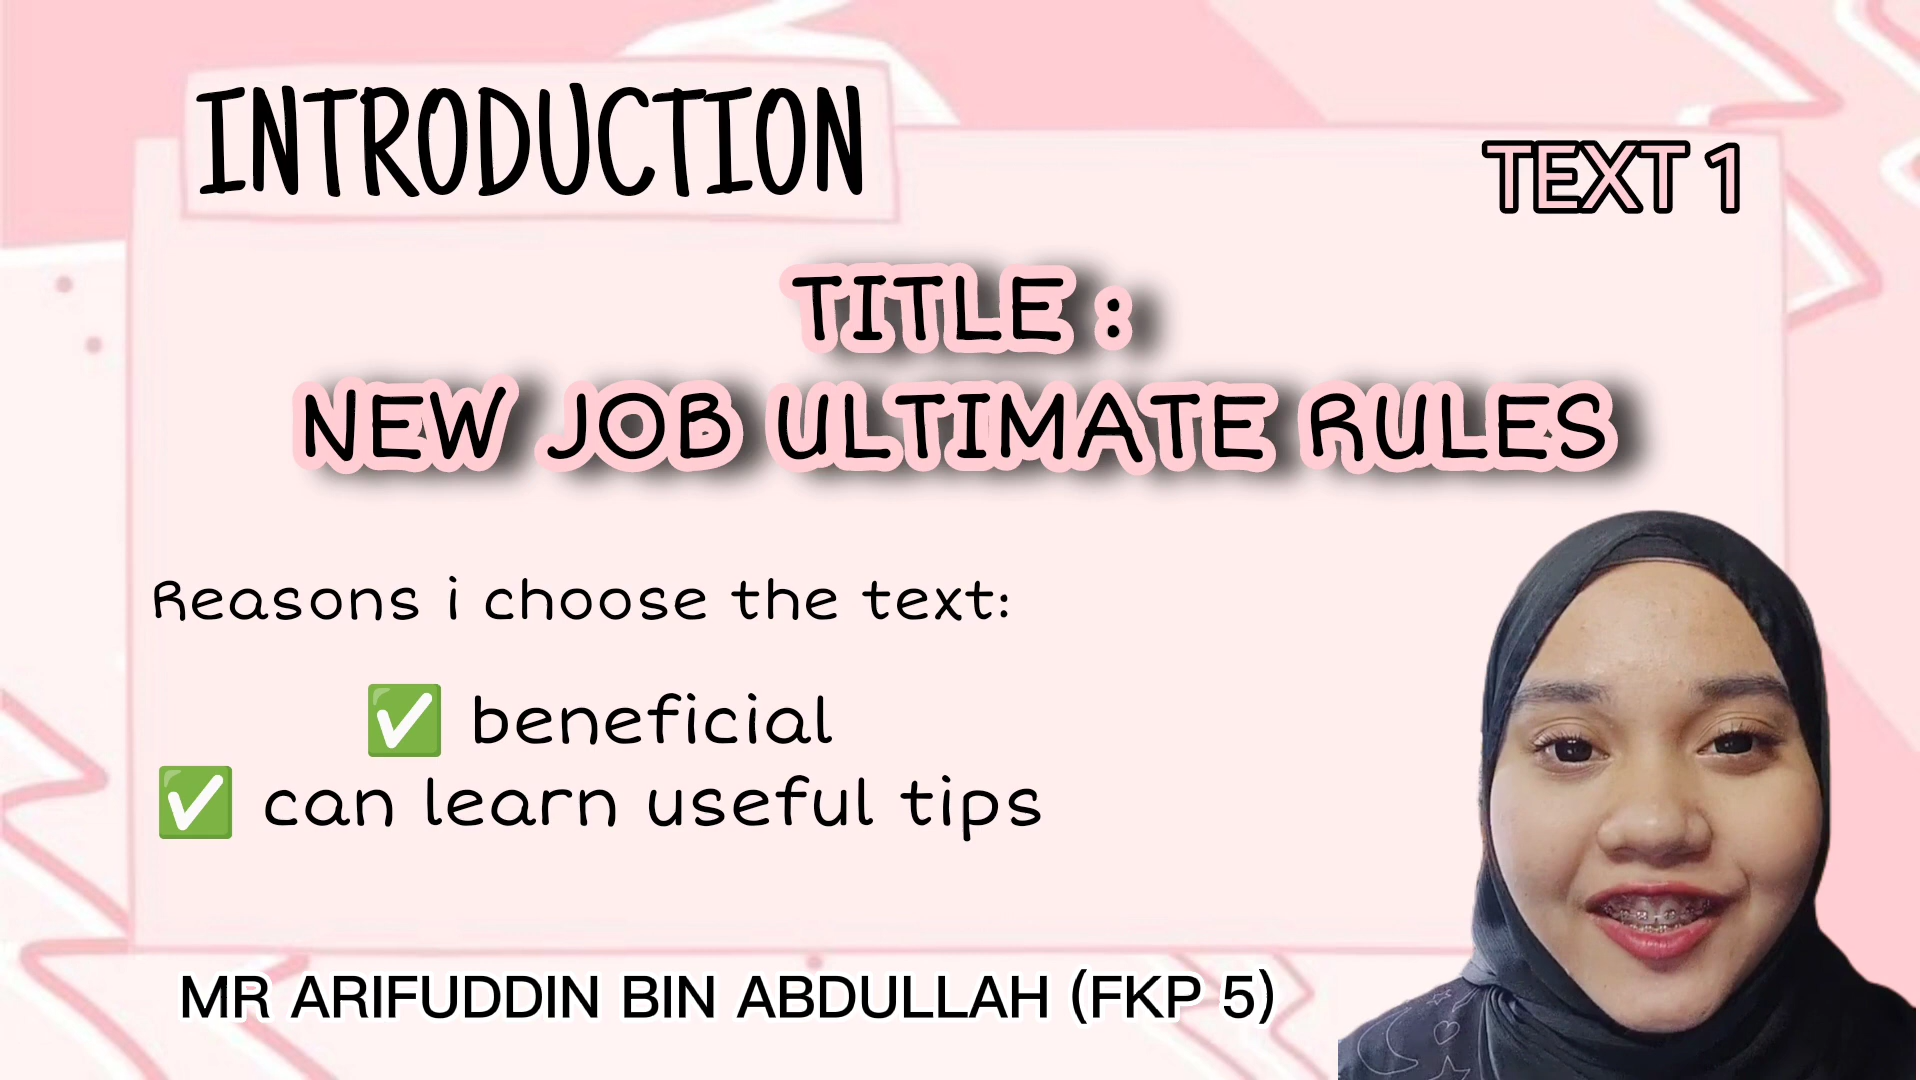 INTRODUCTION
TEXT 1
TITLE :
NEW JOB ULTIMATE RULES
Reasons i choose the text:
✅ beneficial
✅ can learn useful tips
MR ARIFUDDIN BIN ABDULLAH (FKP 5)